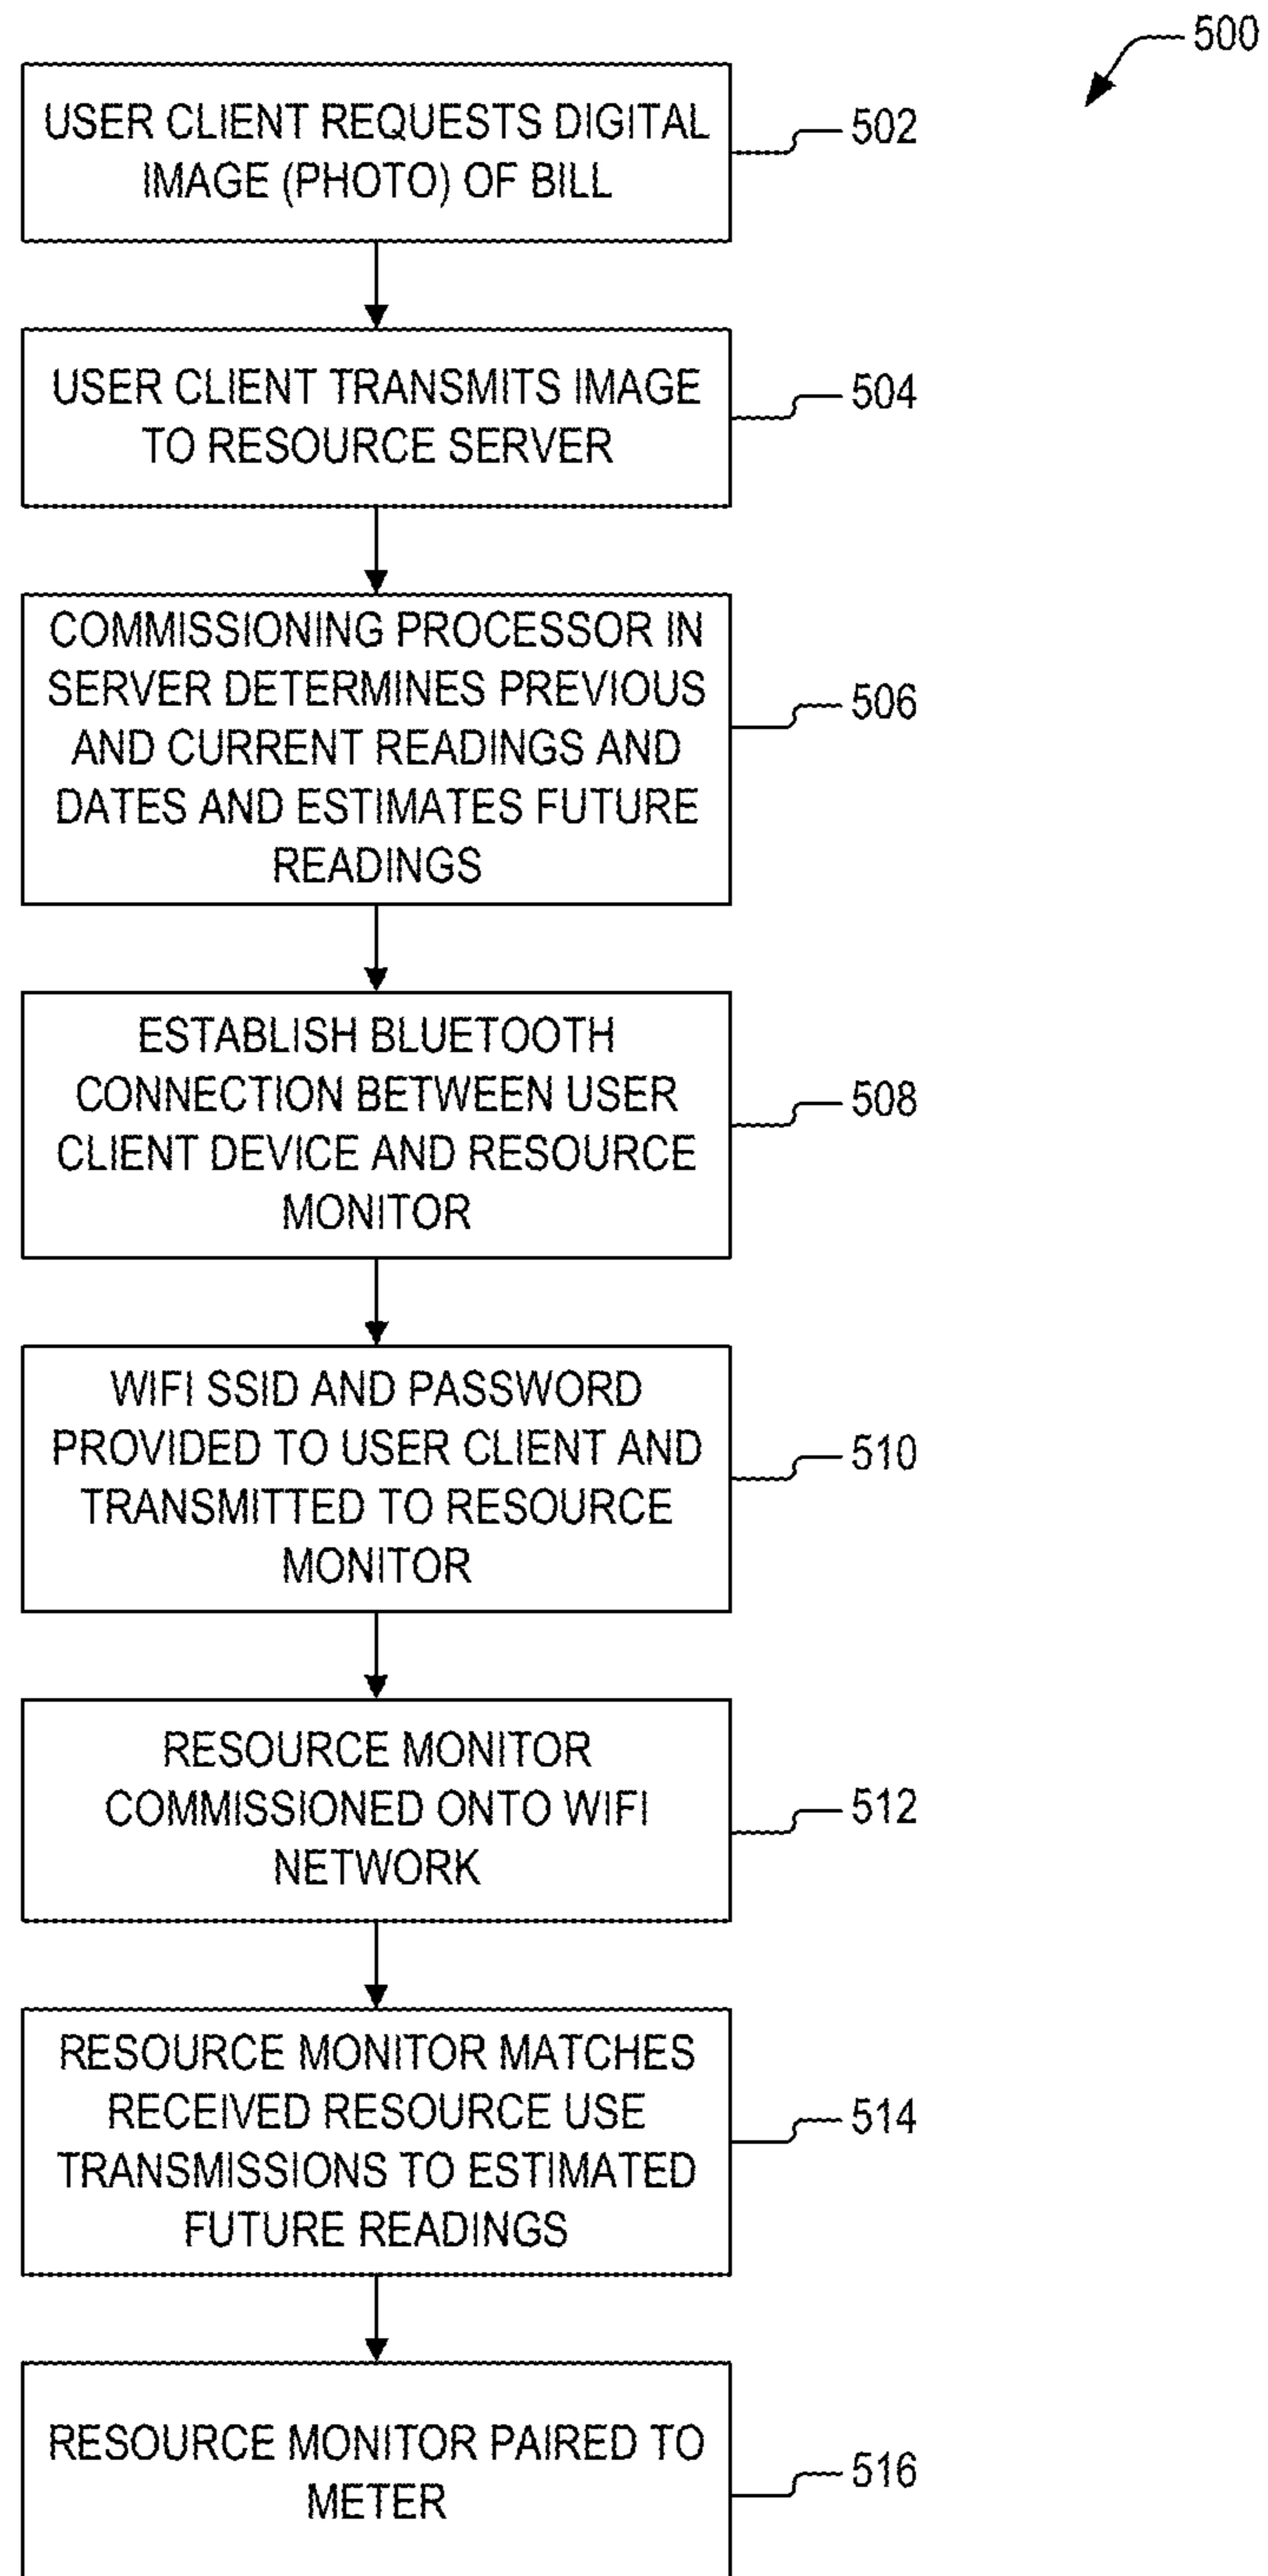 500
USER CLIENT REQUESTS DIGITAL
IMAGE (PHOTO) OF BILL
502
USER CLIENT TRANSMITS IMAGE
TO RESOURCE SERVER
504
COMMISSIONING PROCESSOR IN
SERVER DETERMINES PREVIOUS
AND CURRENT READINGS AND
DATES AND ESTIMATES FUTURE
READINGS
506
ESTABLISH BLUETOOTH
CONNECTION BETWEEN USER
CLIENT DEVICE AND RESOURCE
MONITOR
508
WIFI SSID AND PASSWORD
PROVIDED TO USER CLIENT AND
TRANSMITTED TO RESOURCE
MONITOR
510
RESOURCE MONITOR
COMMISSIONED ONTO WIFI
NETWORK
512
RESOURCE MONITOR MATCHES
RECEIVED RESOURCE USE
TRANSMISSIONS TO ESTIMATED
FUTURE READINGS
514
RESOURCE MONITOR PAIRED TO
METER
516